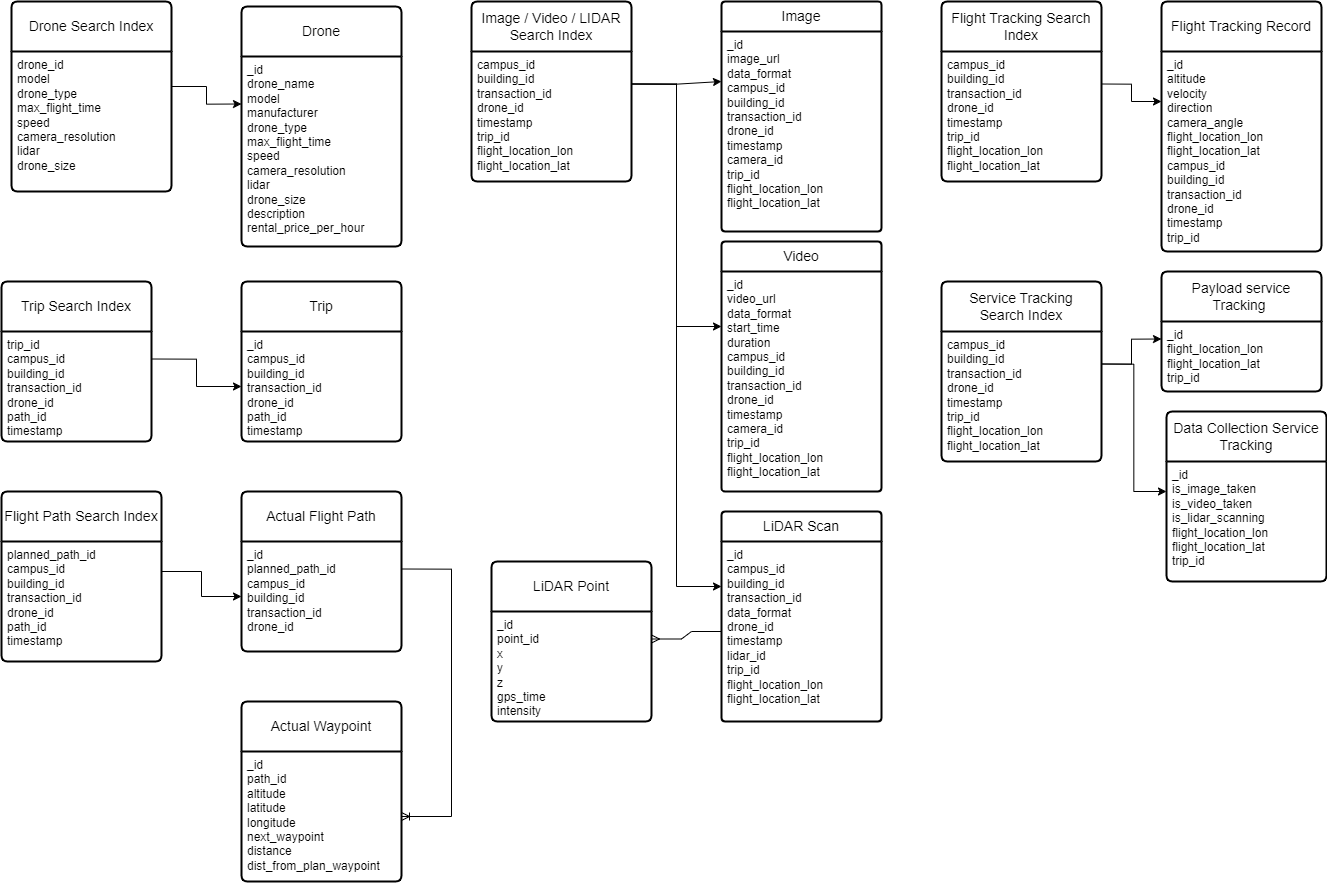 Drone Search Index
drone_id
model
drone_type
max_flight_time
speed
camera_resolution
lidar
drone_size
Drone
_id
drone_name
model
manufacturer
drone_type
max_flight_time
speed
camera_resolution
lidar
drone_size
description
rental_price_per_hour
Image / Video / LIDAR
Search Index
campus_id
building_id
transaction_id
drone_id
timestamp
trip_id
flight_location_lon
flight_location_lat
Image
_id
image_url
data_format
campus_id
building_id
transaction_id
drone_id
timestamp
camera_id
trip_id
flight_location_lon
flight_location_lat
Flight Tracking Search
Index
campus_id
building_id
transaction_id
drone_id
timestamp
trip_id
flight_location_lon
flight_location_lat
Flight Tracking Record
_id
altitude
velocity
direction
camera_angle
flight_location_lon
flight_location_lat
campus_id
building_id
transaction_id
drone_id
timestamp
trip_id
Trip Search Index
trip_id
campus_id
building_id
transaction_id
drone_id
path_id
timestamp
Trip
_id
campus_id
building_id
transaction_id
drone_id
path_id
timestamp
Video
_id
video_url
data_format
start_time
duration
campus_id
building_id
transaction_id
drone_id
timestamp
camera_id
trip_id
flight_location_lon
flight_location_lat
Service Tracking
Search Index
campus_id
building_id
transaction_id
drone_id
timestamp
trip_id
flight_location_lon
flight_location_lat
Payload service
Tracking
_id
flight_location_lon
flight_location_lat
trip_id
Data Collection Service
Tracking
_id
is_image_taken
is_video_taken
is_lidar_scanning
flight_location_lon
flight_location_lat
trip_id
Flight Path Search Index
planned_path_id
campus_id
building_id
transaction_id
drone_id
path_id
timestamp
Actual Flight Path
_id
planned_path_id
campus_id
building_id
transaction_id
drone_id
LiDAR Point
_id
point_id
x
y
z
gps_time
intensity
LiDAR Scan
_id
campus_id
building_id
transaction_id
data_format
drone_id
timestamp
lidar_id
trip_id
flight_location_lon
flight_location_lat
Actual Waypoint
_id
path_id
altitude
latitude
longitude
next_waypoint
distance
dist_from_plan_waypoint